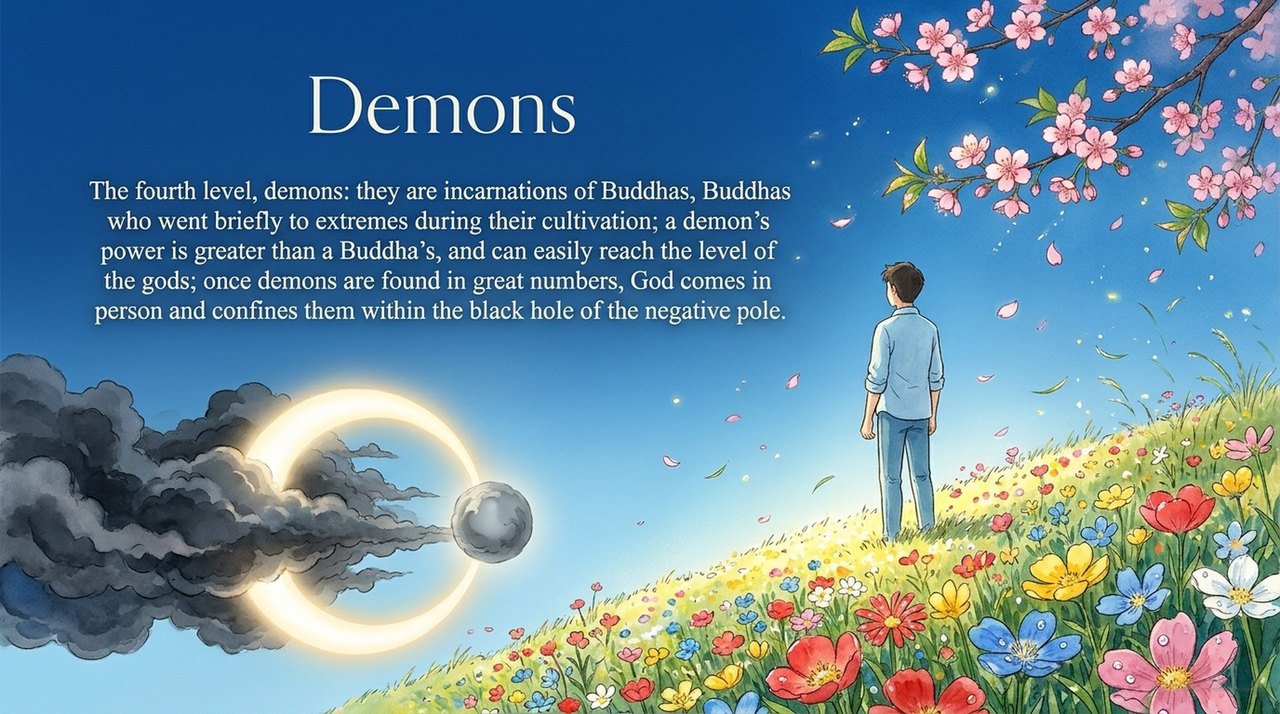 Demons
The fourth level, demons: they are incarnations of Buddhas, Buddhas
who went briefly to extremes during their cultivation; a demon’s
power is greater than a Buddha’s, and can easily reach the level of
the gods; once demons are found in great numbers, God comes in
person and confines them within the black hole of the negative pole.